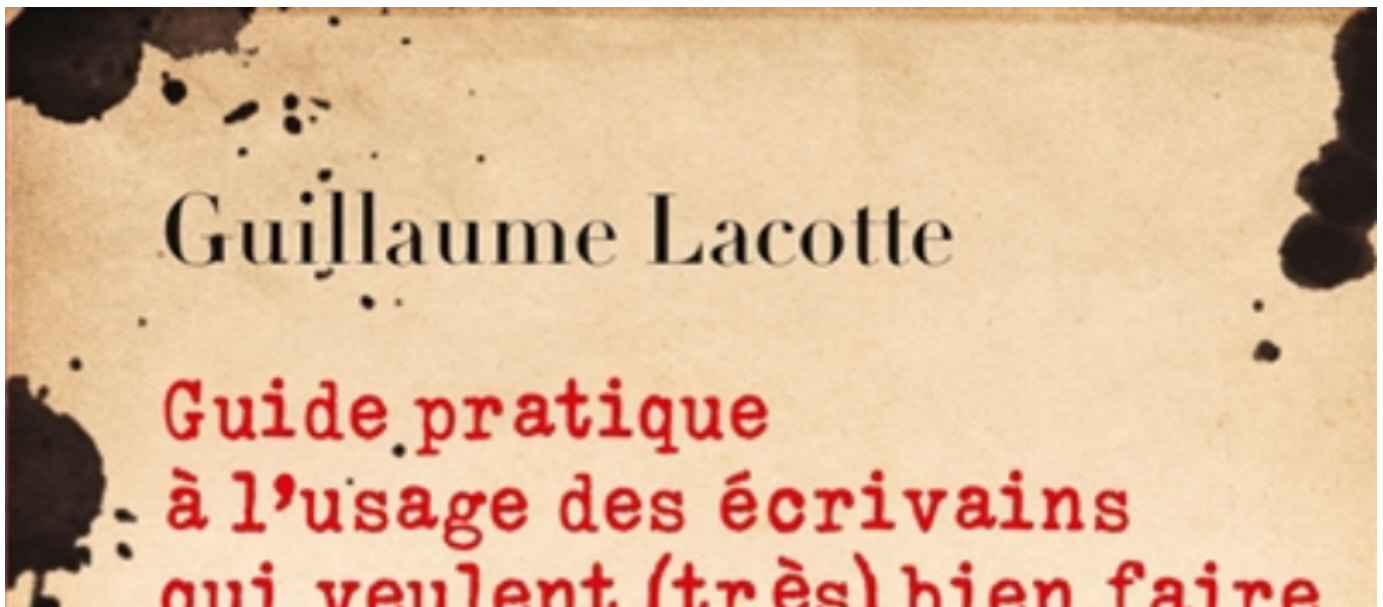 Guillaume Lacotte
Guide pratique
à l’usage des écrivains
qui veulent (très) bien faire